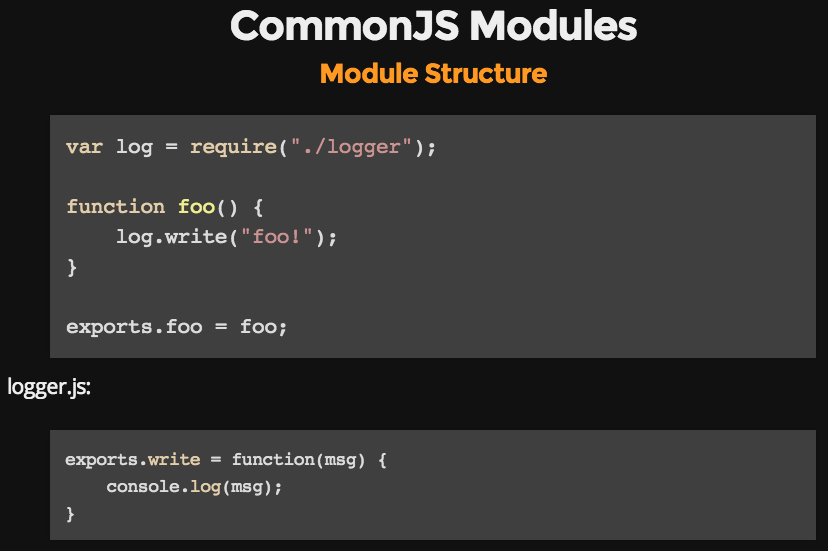 CommonJS Modules
Module Structure
var log = require("./logger");
function foo() {
    log.write("foo!");
}
exports.foo = foo;
logger.js:
exports.write = function(msg) {
    console.log(msg);
}